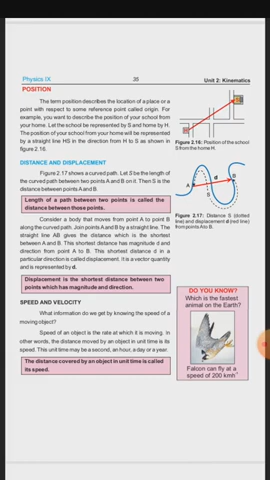 Physics IX
35
Unit 2: Kinematics
POSITION
The term position describes the location of a place or a
point with respect to some reference point called origin. For
example, you want to describe the position of your school from
your home. Let the school be represented by S and home by H.
The position of your school from your home will be represented
by a straight line HS in the direction from H to S as shown in
figure 2.16.
Figure 2.16: Position of the school
S from the home H.
DISTANCE AND DISPLACEMENT
Figure 2.17 shows a curved path. Let S be the length
of the curved path between two points A and B on it. Then S is the
distance between points A and B.
Length of a path between two points is called the
distance between those points.
Consider a body that moves from point A to point B
along the curved path. Join points A and B by a straight line. The
straight line AB gives the distance which is the shortest
between A and B. This shortest distance has magnitude d and
direction from point A to B. This shortest distance d in a
particular direction is called displacement. It is a vector quantity
and is represented by d.
Displacement is the shortest distance between two
points which has magnitude and direction.
A
B
d
S
Figure 2.17: Distance S (dotted
line) and displacement d (red line)
from points A to B.
SPEED AND VELOCITY
What information do we get by knowing the speed of a
moving object?
Speed of an object is the rate at which it is moving. In
other words, the distance moved by an object in unit time is its
speed. This unit time may be a second, an hour, a day or a year.
The distance covered by an object in unit time is called
its speed.
DO YOU KNOW?
Which is the fastest
animal on the Earth?
Falcon can fly at a
speed of 200 kmh⁻¹